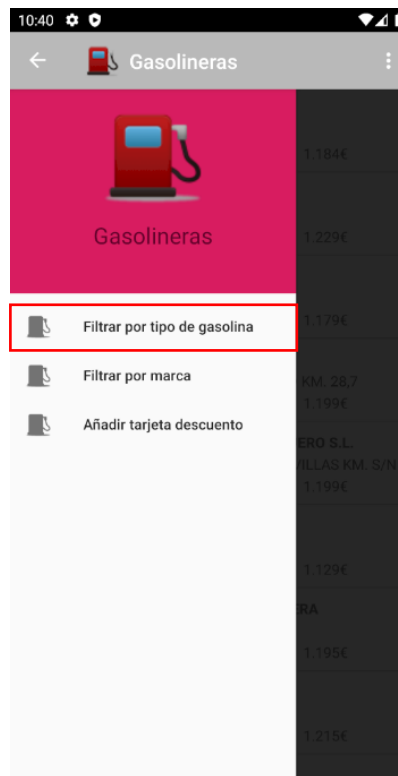 10:40
Gasolineras
1.184€
Gasolineras
1.229€
Filtrar por tipo de gasolina
1.179€
Filtrar por marca
KM. 28,7
1.199€
Añadir tarjeta descuento
ERO S.L.
VILLAS KM. S/N
1.199€
1.129€
ERA
1.195€
1.215€